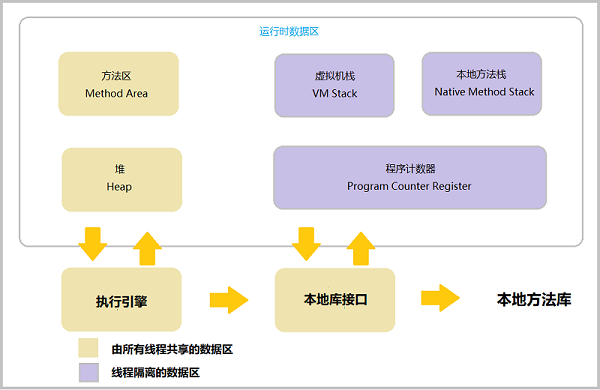 运行时数据区
方法区
Method Area
虚拟机栈
VM Stack
本地方法栈
Native Method Stack
堆
Heap
程序计数器
Program Counter Register
执行引擎
本地库接口
本地方法库
由所有线程共享的数据区
线程隔离的数据区